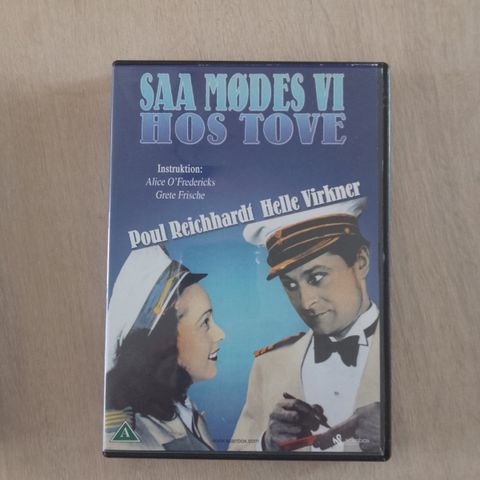 SAA MØDES VI
HOS TOVE
Instruktion:
Alice O'Fredericks
Grete Frische
Poul Reichhardt Helle Virkner
A